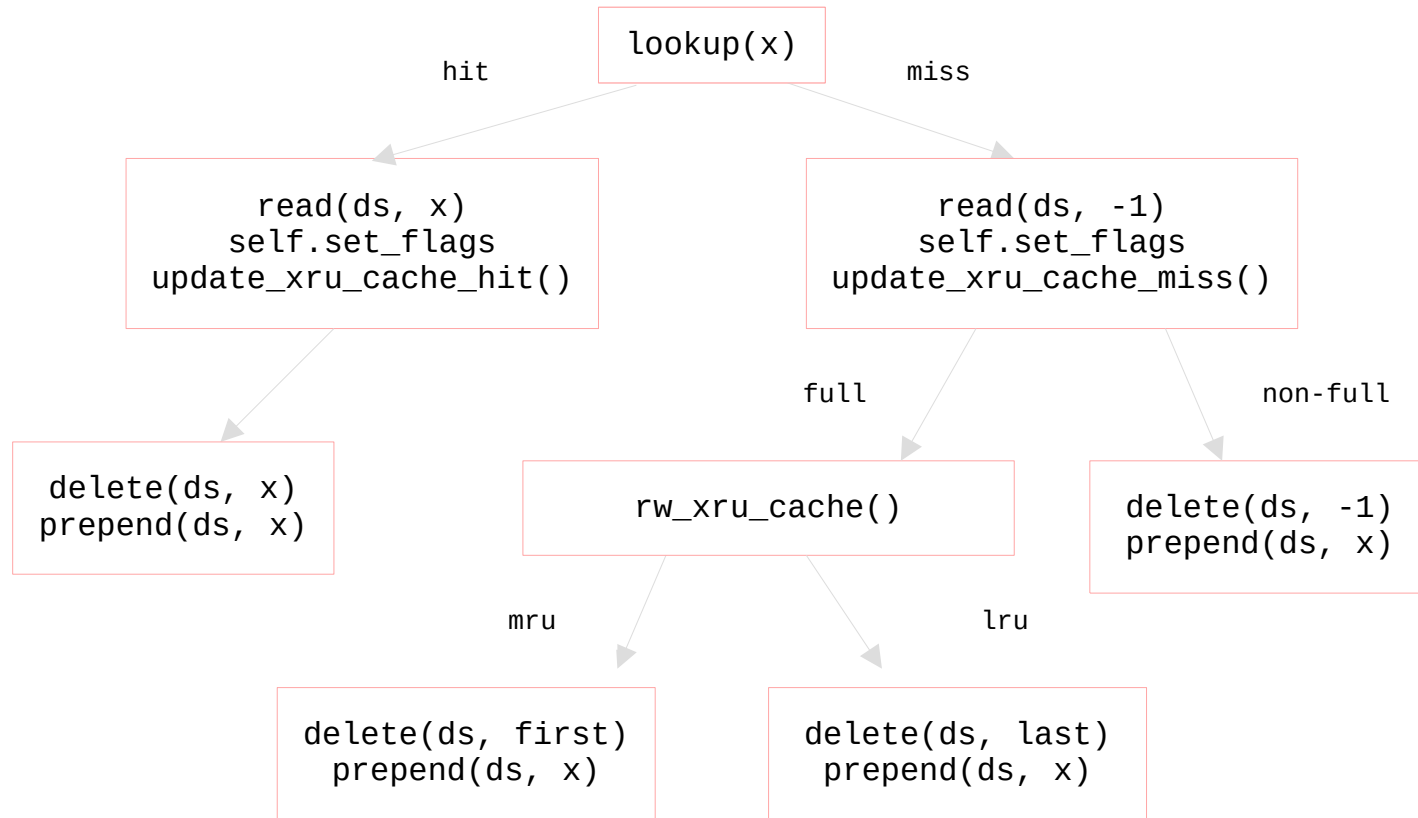 lookup(x)
hit
miss
read(ds, x)
self.set_flags
update_xru_cache_hit()
read(ds, -1)
self.set_flags
update_xru_cache_miss()
full
non-full
delete(ds, x)
prepend(ds, x)
rw_xru_cache()
delete(ds, -1)
prepend(ds, x)
mru
lru
delete(ds, first)
prepend(ds, x)
delete(ds, last)
prepend(ds, x)